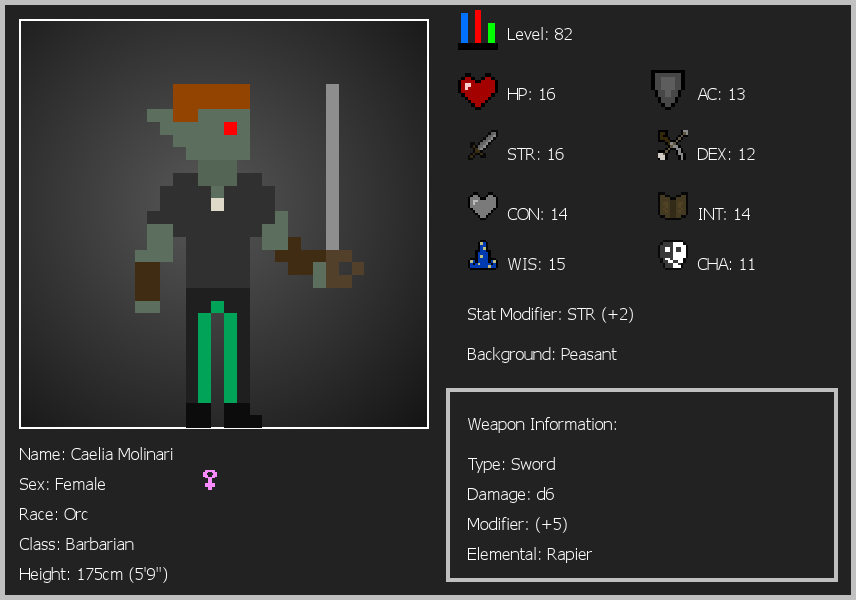 Level: 82
HP: 16
AC: 13
STR: 16
DEX: 12
CON: 14
INT: 14
WIS: 15
CHA: 11
Stat Modifier: STR (+2)
Background: Peasant
Weapon Information:
Type: Sword
Damage: d6
Modifier: (+5)
Elemental: Rapier
Name: Caelia Molinari
Sex: Female
Race: Orc
Class: Barbarian
Height: 175cm (5'9")